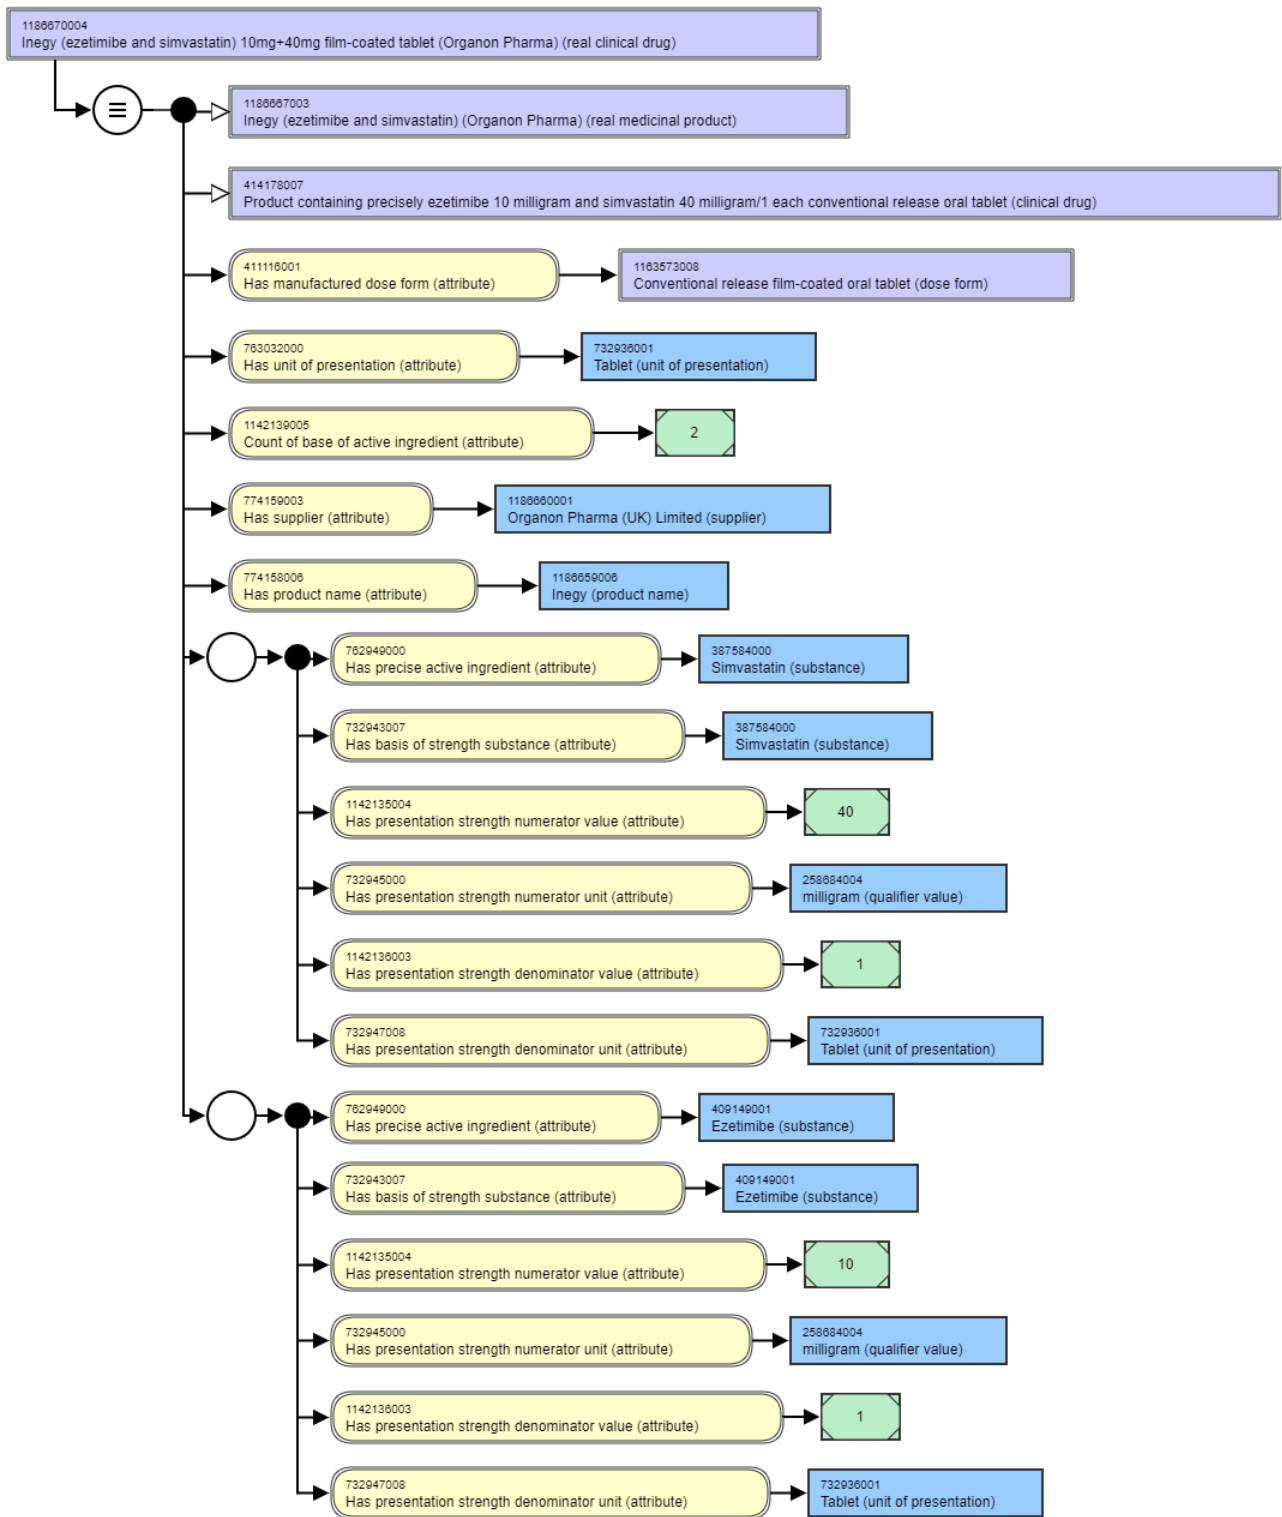 1186670004
Inegy (ezetimibe and simvastatin) 10mg+40mg film-coated tablet (Organon Pharma) (real clinical drug)
1186667003
Inegy (ezetimibe and simvastatin) (Organon Pharma) (real medicinal product)
414178007
Product containing precisely ezetimibe 10 milligram and simvastatin 40 milligram/1 each conventional release oral tablet (clinical drug)
411116001
Has manufactured dose form (attribute)
1163573008
Conventional release film-coated oral tablet (dose form)
763032000
Has unit of presentation (attribute)
732936001
Tablet (unit of presentation)
1142139005
Count of base of active ingredient (attribute)
2
774159003
Has supplier (attribute)
1186660001
Organon Pharma (UK) Limited (supplier)
774158006
Has product name (attribute)
1186659006
Inegy (product name)
762949000
Has precise active ingredient (attribute)
387584000
Simvastatin (substance)
732943007
Has basis of strength substance (attribute)
387584000
Simvastatin (substance)
1142135004
Has presentation strength numerator value (attribute)
40
732945000
Has presentation strength numerator unit (attribute)
258684004
milligram (qualifier value)
1142136003
Has presentation strength denominator value (attribute)
1
732947008
Has presentation strength denominator unit (attribute)
732936001
Tablet (unit of presentation)
762949000
Has precise active ingredient (attribute)
409149001
Ezetimibe (substance)
732943007
Has basis of strength substance (attribute)
409149001
Ezetimibe (substance)
1142135004
Has presentation strength numerator value (attribute)
10
732945000
Has presentation strength numerator unit (attribute)
258684004
milligram (qualifier value)
1142136003
Has presentation strength denominator value (attribute)
1
732947008
Has presentation strength denominator unit (attribute)
732936001
Tablet (unit of presentation)